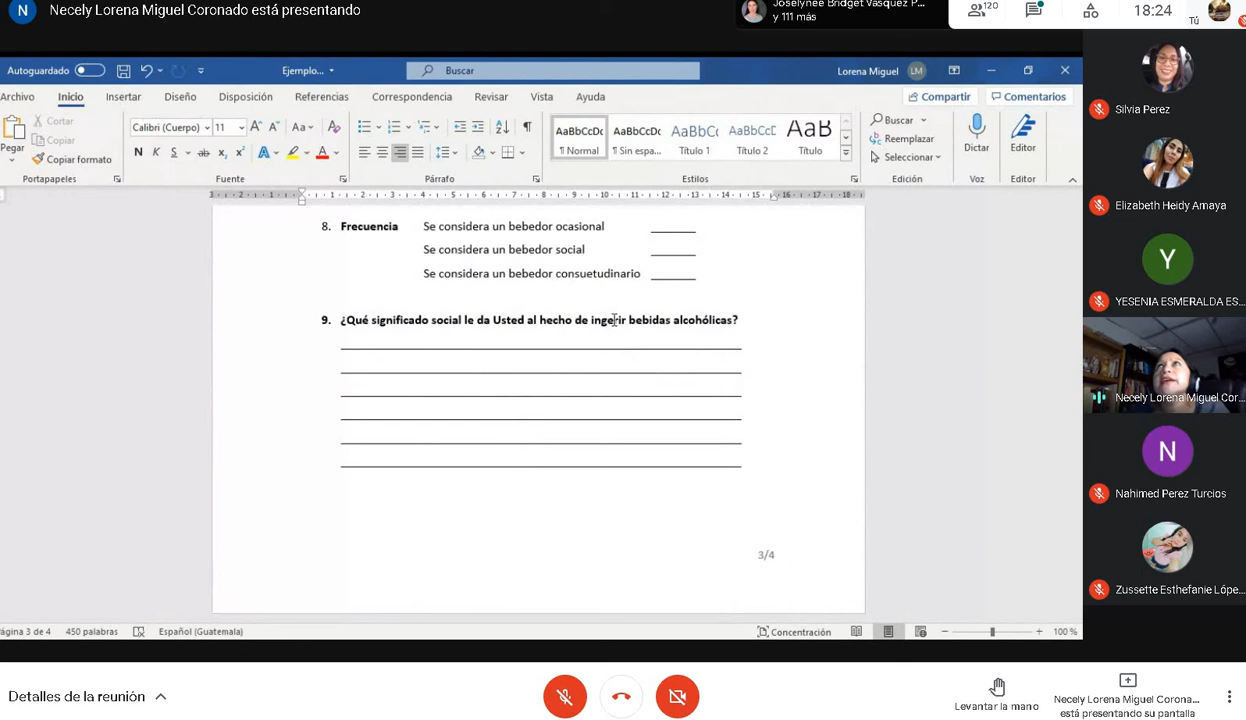 N Necely Lorena Miguel Coronado está presentando
Joselynee Bridget Vasquez P...
y 111 más
120
18:24
Tú
Autoguardado
Ejemplo...
Buscar
Lorena Miguel LM
Archivo Inicio Insertar Diseño Disposición Referencias Correspondencia Revisar Vista Ayuda
Compartir Comentarios
Pegar
Cortar
Copiar
Copiar formato
Portapapeles
Calibri (Cuerpo) 11
N K S ab x₂ x²
Fuente
Párrafo
AaBbCcDc AaBbCcDc AaBbCc AaBbCcD AaB
¶ Normal ¶ Sin espa... Título 1 Título 2 Título
Estilos
Buscar
Reemplazar
Seleccionar
Edición
Dictar
Voz
Editor
Editor
8. Frecuencia Se considera un bebedor ocasional
Se considera un bebedor social
Se considera un bebedor consuetudinario
9. ¿Qué significado social le da Usted al hecho de ingerir bebidas alcohólicas?
3/4
Página 3 de 4 450 palabras Español (Guatemala)
Concentración
100 %
Silvia Perez
Elizabeth Heidy Amaya
Y
YESENIA ESMERALDA ES...
Necely Lorena Miguel Cor...
N
Nahimed Perez Turcios
Zussette Esthefanie Lópe...
Detalles de la reunión
Levantar la mano
Necely Lorena Miguel Corona...
está presentando su pantalla